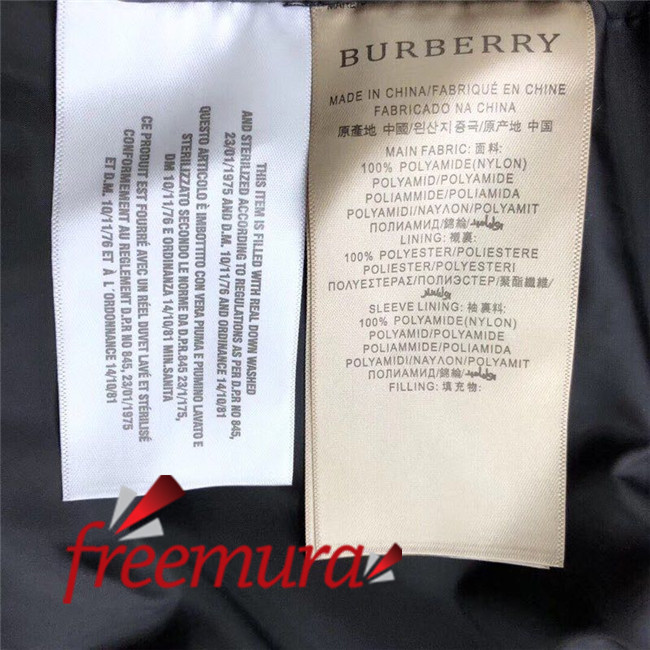 THIS ITEM IS FILLED WITH REAL DOWN WASHED
AND STERILIZED ACCORDING TO REGULATIONS AS PER D.P.R NO 845,
23/01/1975 AND D.M. 10/11/76 AND ORDINANCE 14/10/81
QUESTO ARTICOLO È IMBOTTITO CON VERA PIUMA E PIUMINO LAVATO E
STERILIZZATO SECONDO LE NORME DA D.PR.845 23/1/175,
DM 10/11/76 E ORDINANZA 14/10/81 MIN.SANITA
CE PRODUIT EST FOURRÉ AVEC UN RÉEL DUVET LAVÉ ET STÉRILISÉ
CONFORMEMENT AU REGLEMENT D.P.R NO 845, 23/01/1975
ET D.M. 10/11/76 ET À L'ORDONNANCE 14/10/81
BURBERRY
MADE IN CHINA/FABRIQUÉ EN CHINE
FABRICADO NA CHINA
原產地 中國/원산지 중국/原产地 中国
MAIN FABRIC: 面料:
100% POLYAMIDE(NYLON)
POLYAMID/POLYAMIDE
POLIAMMIDE/POLIAMIDA
POLYAMIDI/NAYLON/POLYAMIT
ПОЛИАМИД/錦綸/بولياميد
LINING: 襯裏:
100% POLYESTER/POLIESTERE
POLIESTER/POLYESTERI
ΠΟΛΥΕΣΤΕΡΑΣ/ПОЛИЭСТЕР/聚酯纖維/
بوليستر
SLEEVE LINING: 袖裏料:
100% POLYAMIDE(NYLON)
POLYAMID/POLYAMIDE
POLIAMMIDE/POLIAMIDA
POLYAMIDI/NAYLON/POLYAMIT
ПОЛИАМИД/錦綸/بولياميد
FILLING: 填充物:
freemura